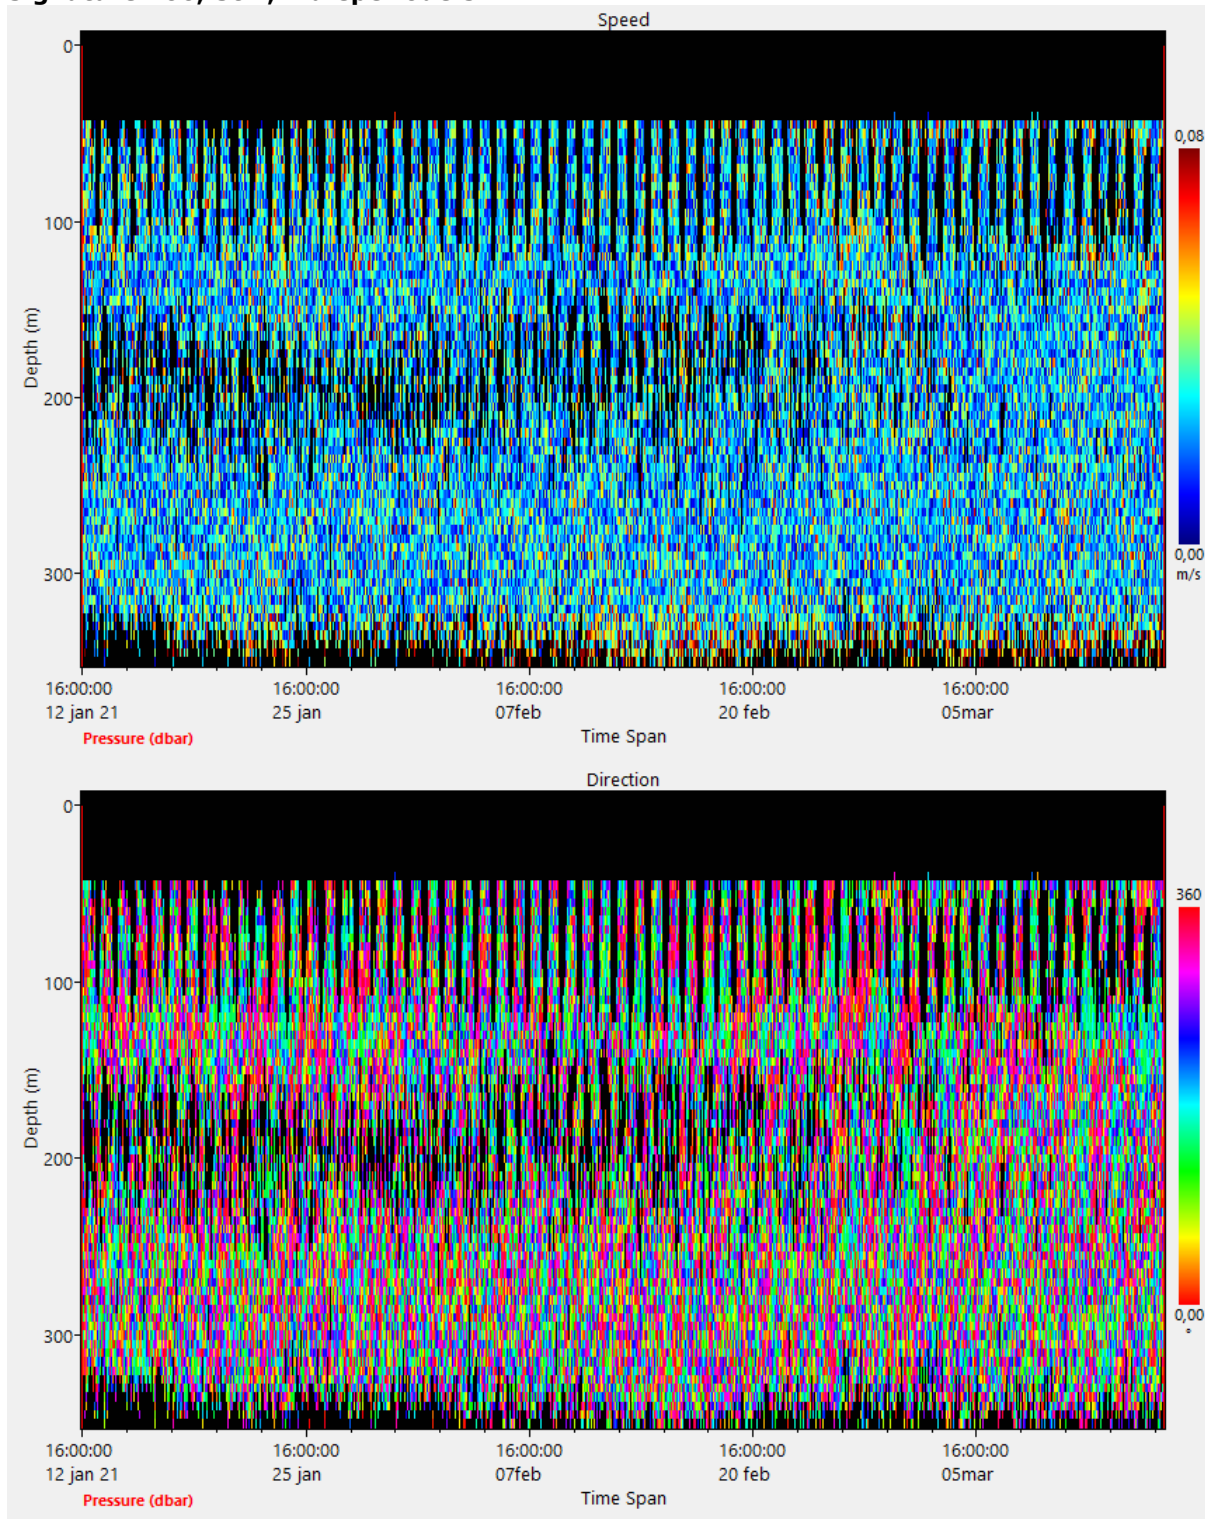 Speed
0
100
200
300
Depth (m)
0,08
0,00
m/s
16:00:00 16:00:00 16:00:00 16:00:00 16:00:00
12 jan 21 25 jan 07feb 20 feb 05mar
Pressure (dbar)
Time Span
Direction
0
100
200
300
Depth (m)
360
0,00
°
16:00:00 16:00:00 16:00:00 16:00:00 16:00:00
12 jan 21 25 jan 07feb 20 feb 05mar
Pressure (dbar)
Time Span